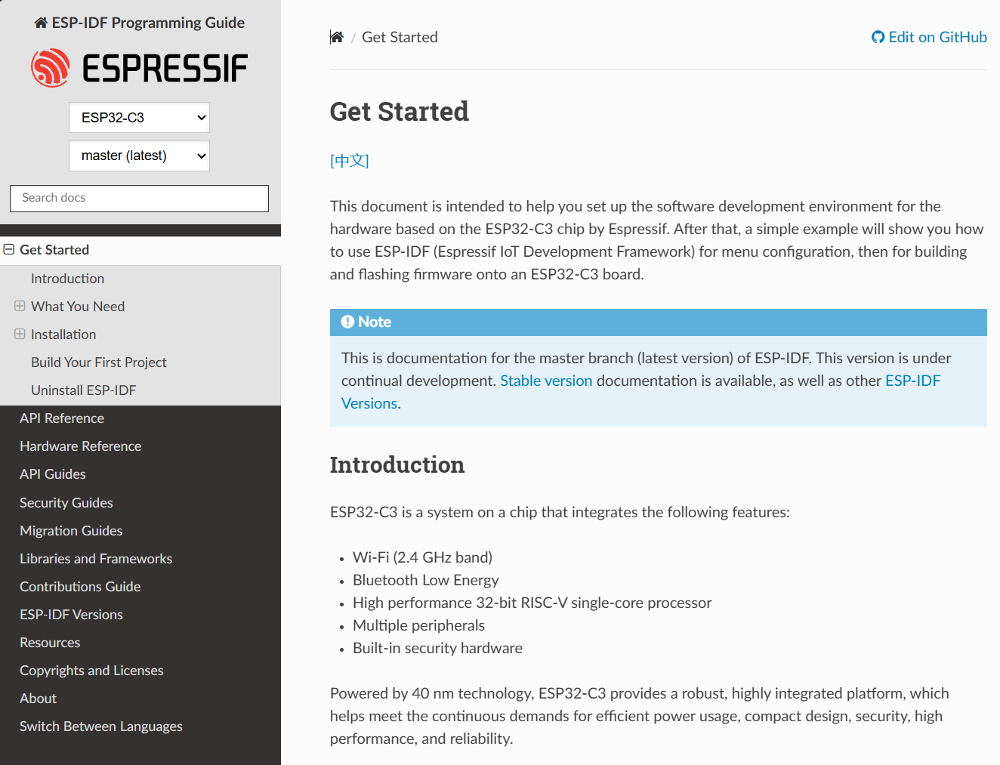 ESP-IDF Programming Guide
ESPRESSIF
ESP32-C3
master (latest)
Search docs
Get Started
Introduction
What You Need
Installation
Build Your First Project
Uninstall ESP-IDF
API Reference
Hardware Reference
API Guides
Security Guides
Migration Guides
Libraries and Frameworks
Contributions Guide
ESP-IDF Versions
Resources
Copyrights and Licenses
About
Switch Between Languages
/ Get Started
Edit on GitHub
Get Started
[中文]
This document is intended to help you set up the software development environment for the
hardware based on the ESP32-C3 chip by Espressif. After that, a simple example will show you how
to use ESP-IDF (Espressif IoT Development Framework) for menu configuration, then for building
and flashing firmware onto an ESP32-C3 board.
Note
This is documentation for the master branch (latest version) of ESP-IDF. This version is under
continual development. Stable version documentation is available, as well as other ESP-IDF
Versions.
Introduction
ESP32-C3 is a system on a chip that integrates the following features:
• Wi-Fi (2.4 GHz band)
• Bluetooth Low Energy
• High performance 32-bit RISC-V single-core processor
• Multiple peripherals
• Built-in security hardware
Powered by 40 nm technology, ESP32-C3 provides a robust, highly integrated platform, which
helps meet the continuous demands for efficient power usage, compact design, security, high
performance, and reliability.